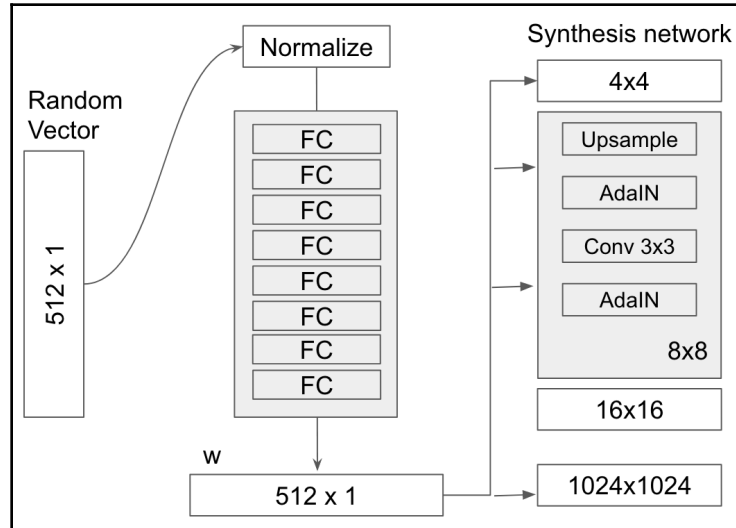 Random
Vector
512 x 1
Normalize
FC
FC
FC
FC
FC
FC
FC
FC
w
512 x 1
Synthesis network
4x4
Upsample
AdaIN
Conv 3x3
AdaIN
8x8
16x16
1024x1024